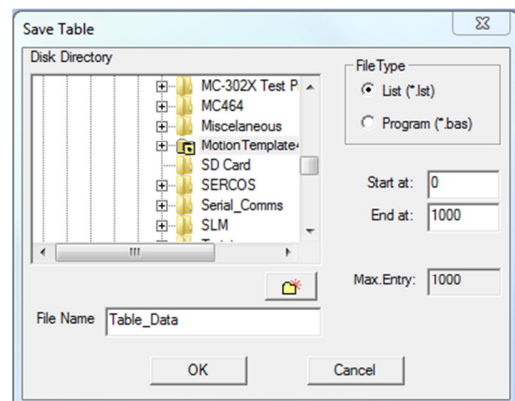 Save Table
Disk Directory
MC-302X Test P
MC464
Miscelaneous
MotionTemplate
SD Card
SERCOS
Serial_Comms
SLM
File Name Table_Data
FileType
List (*.lst)
Program (*.bas)
Start at: 0
End at: 1000
Max.Entry: 1000
OK
Cancel